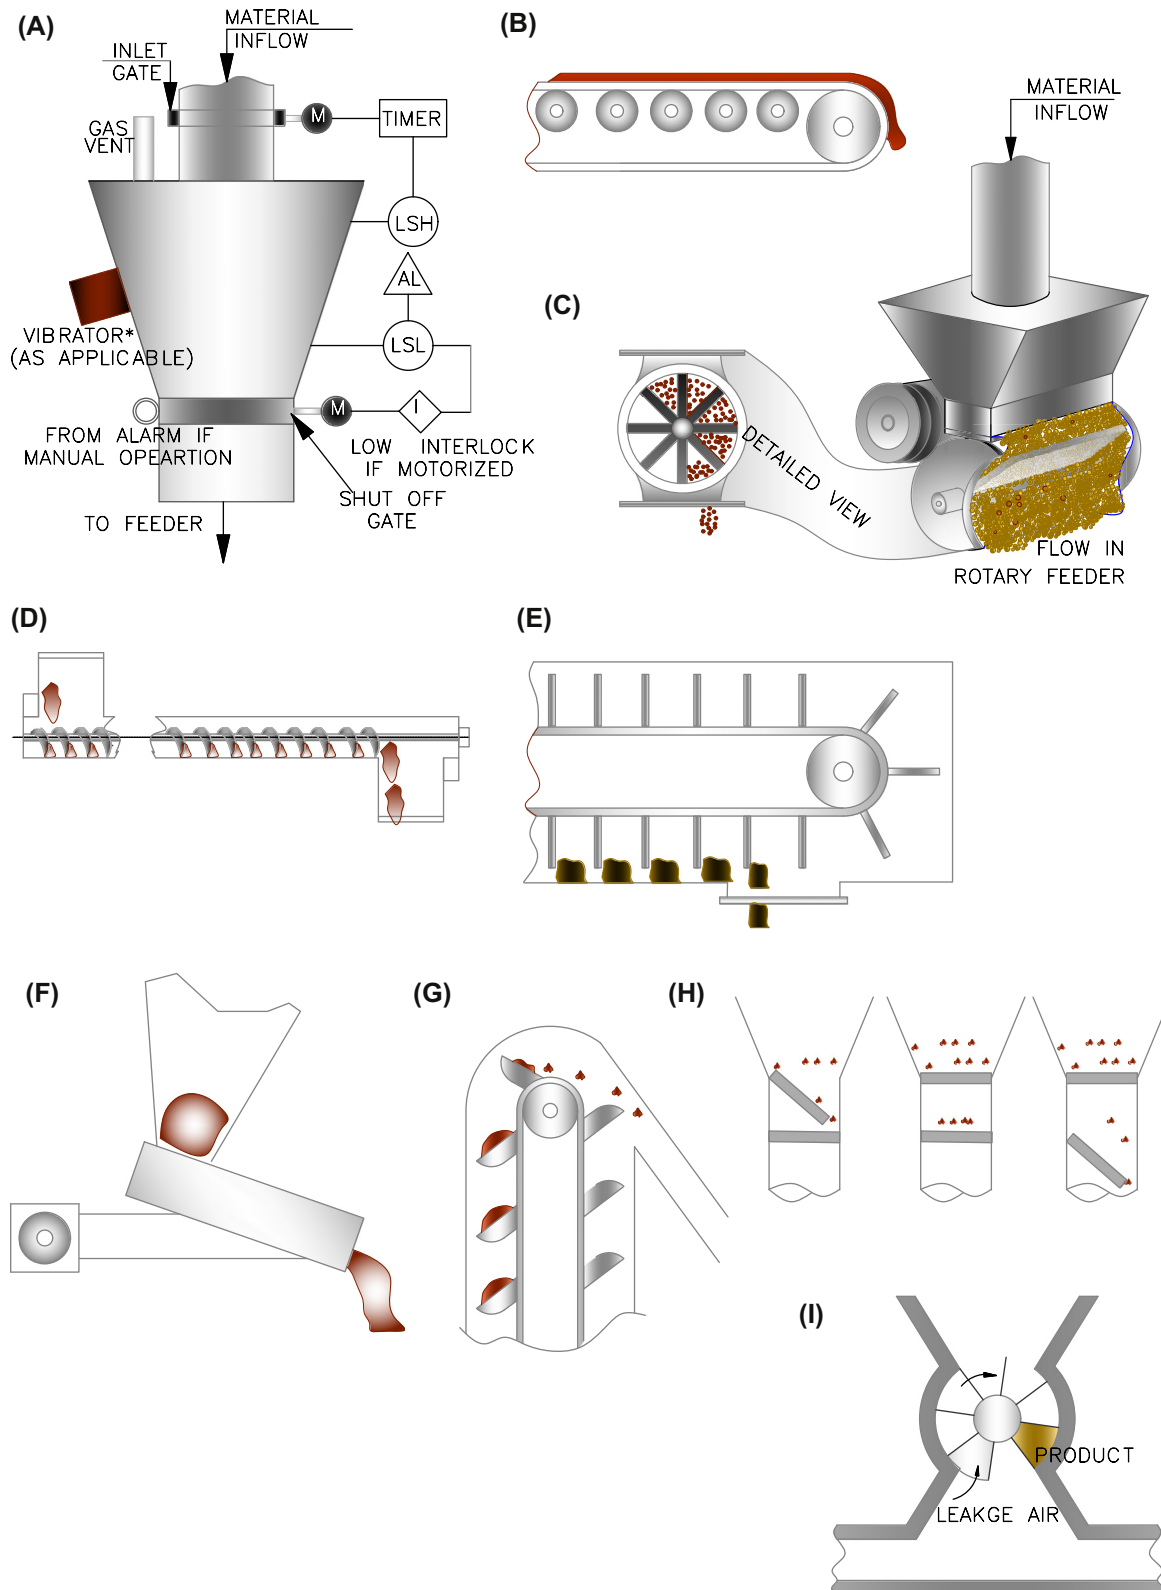 (A)
MATERIAL
INFLOW
INLET
GATE
GAS
VENT
M
TIMER
LSH
AL
LSL
VIBRATOR*
(AS APPLICABLE)
M
I
FROM ALARM IF
MANUAL OPEARTION
LOW INTERLOCK
IF MOTORIZED
SHUT OFF
GATE
TO FEEDER
(B)
MATERIAL
INFLOW
(C)
DETAILED VIEW
FLOW IN
ROTARY FEEDER
(D)
(E)
(F)
(G)
(H)
(I)
PRODUCT
LEAKGE AIR